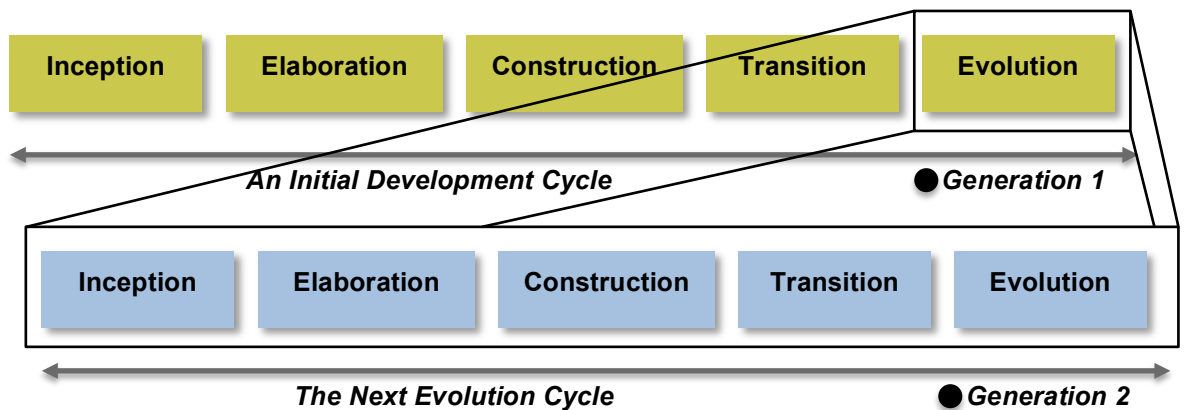 Inception Elaboration Construction Transition Evolution
An Initial Development Cycle Generation 1
Inception Elaboration Construction Transition Evolution
The Next Evolution Cycle Generation 2